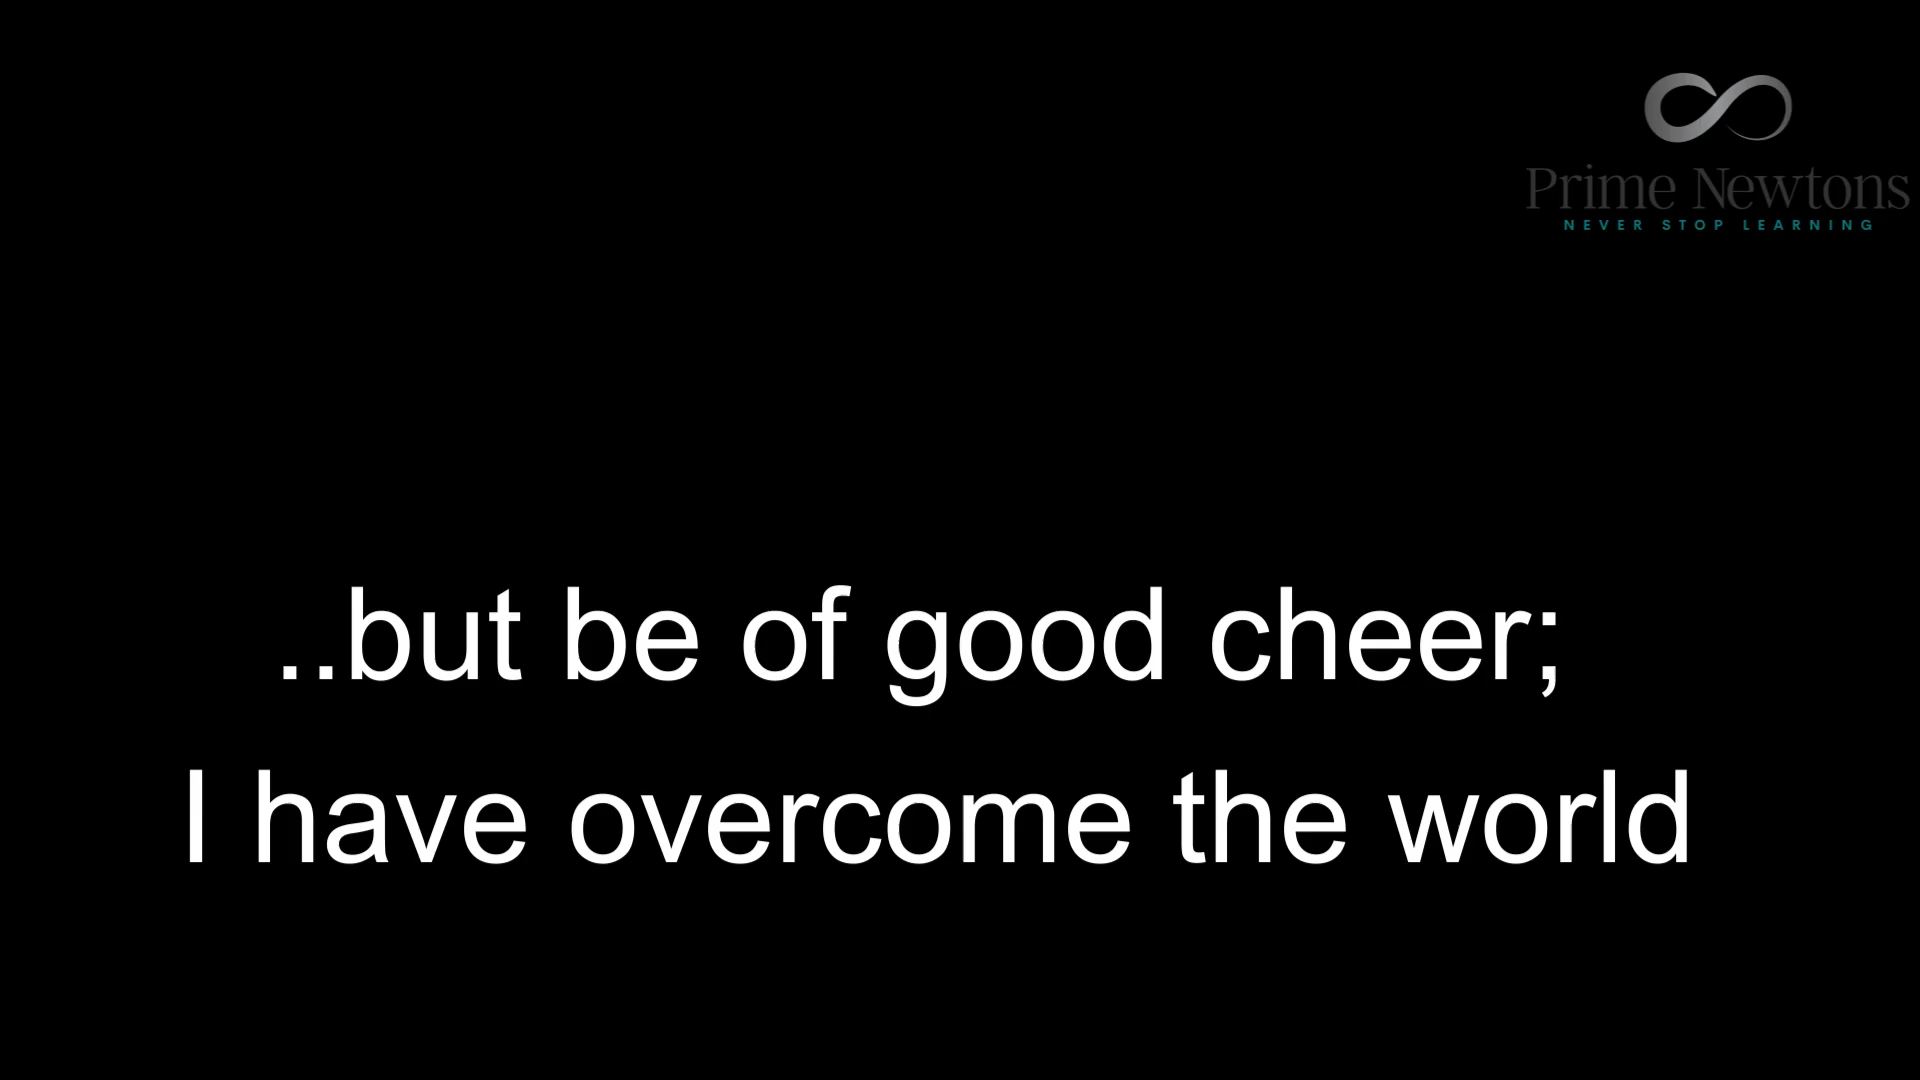 Prime Newtons
NEVER STOP LEARNING
..but be of good cheer;
I have overcome the world